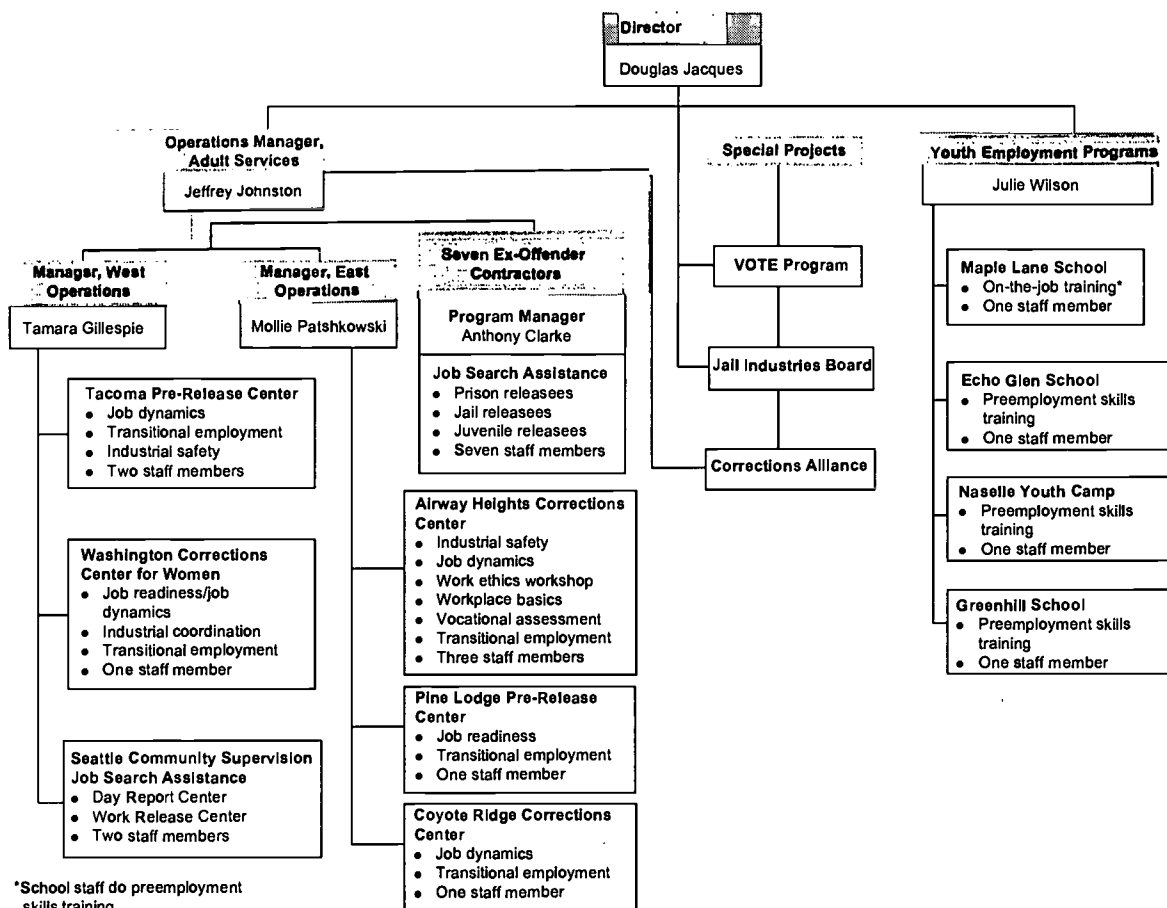 Director
Douglas Jacques
Operations Manager,
Adult Services
Jeffrey Johnston
Special Projects
Youth Employment Programs
Julie Wilson
Manager, West
Operations
Tamara Gillespie
Manager, East
Operations
Mollie Patshkowski
Seven Ex-Offender
Contractors
Program Manager
Anthony Clarke
Job Search Assistance
• Prison releasees
• Jail releasees
• Juvenile releasees
• Seven staff members
VOTE Program
Jail Industries Board
Corrections Alliance
Maple Lane School
• On-the-job training*
• One staff member
Echo Glen School
• Preemployment skills
training
• One staff member
Naselle Youth Camp
• Preemployment skills
training
• One staff member
Greenhill School
• Preemployment skills
training
• One staff member
Tacoma Pre-Release Center
• Job dynamics
• Transitional employment
• Industrial safety
• Two staff members
Washington Corrections
Center for Women
• Job readiness/job
dynamics
• Industrial coordination
• Transitional employment
• One staff member
Seattle Community Supervision
Job Search Assistance
• Day Report Center
• Work Release Center
• Two staff members
Airway Heights Corrections
Center
• Industrial safety
• Job dynamics
• Work ethics workshop
• Workplace basics
• Vocational assessment
• Transitional employment
• Three staff members
Pine Lodge Pre-Release
Center
• Job readiness
• Transitional employment
• One staff member
Coyote Ridge Corrections
Center
• Job dynamics
• Transitional employment
• One staff member
*School staff do preemployment
skills training